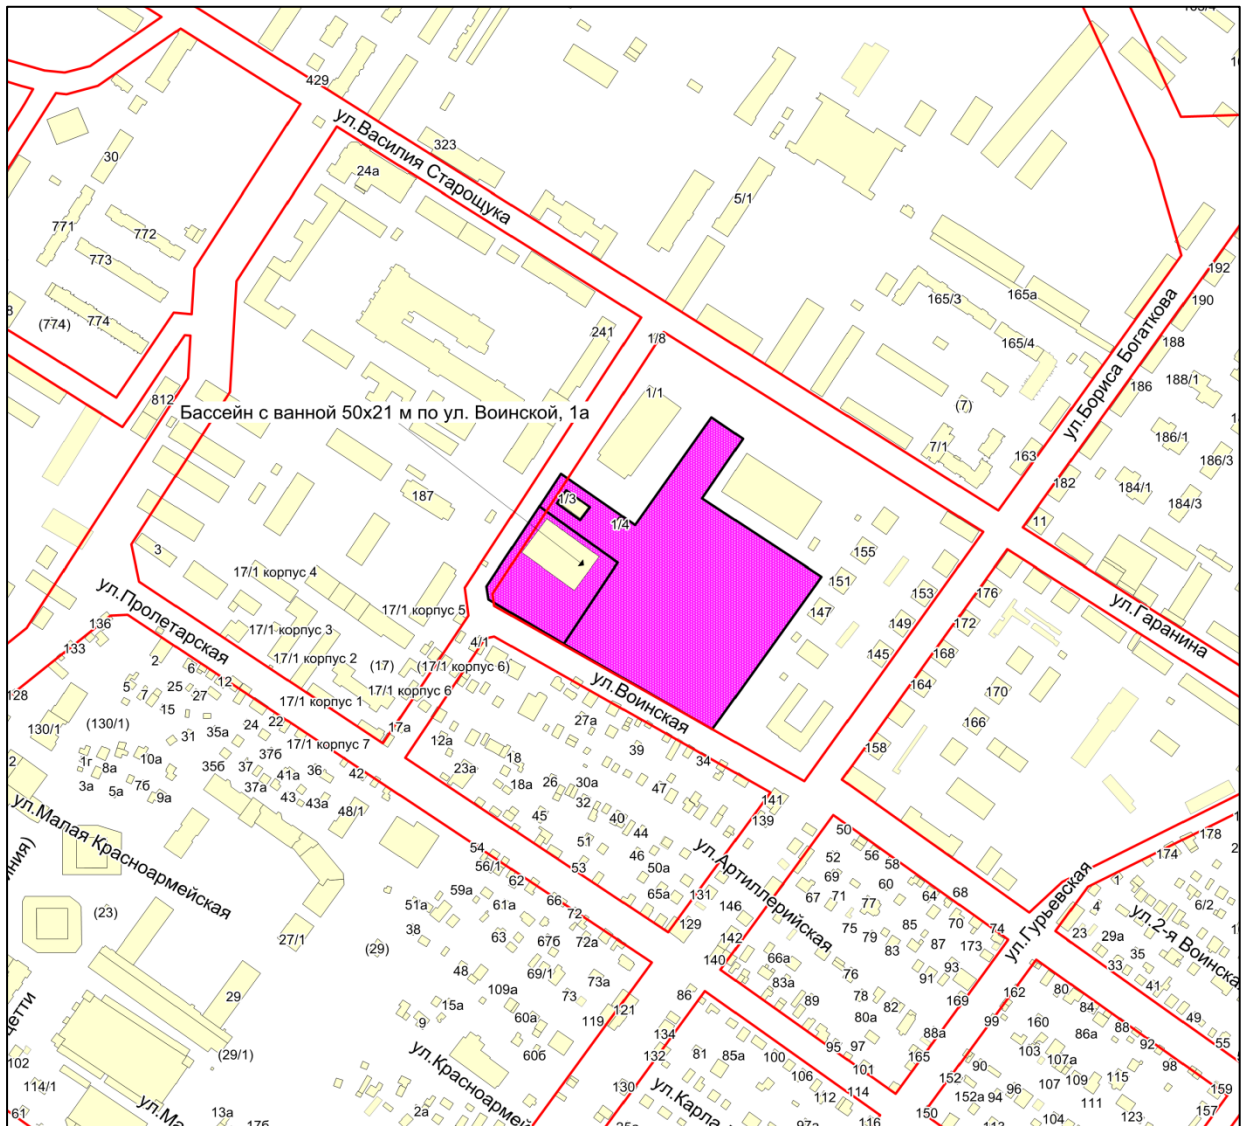 429
ул.Василия Старощука
323
24а
30
771
772
773
774
(774)
812
5/1
192
190
165/3
165а
165/4
188
188/1
186
186/1
186/3
ул.Бориса Богаткова
241
1/8
1/1
(7)
7/1
163
182
184/1
184/3
11
Бассейн с ванной 50х21 м по ул. Воинской, 1а
187
1/3
1/4
3
155
151
147
153
149
145
176
172
168
164
170
166
158
ул.Гаранина
17/1 корпус 4
17/1 корпус 5
17/1 корпус 3
17/1 корпус 2
(17)
(17/1 корпус 6)
17/1 корпус 6
17/1 корпус 1
17/1 корпус 7
17а
4/1
ул.Пролетарская
ул.Воинская
136
133
128
130/1
(130/1)
2
6
5
7
25
27
12
15
31
35а
24
22
37б
35б
37
37а
41а
36
43
43а
42
48/1
1г
8а
3а
5а
7б
10а
9а
12а
23а
18
18а
27а
39
34
26
30а
32
47
45
40
44
51
46
50а
53
65а
141
139
131
129
ул.Малая Красноармейская
(23)
27/1
29
(29)
(29/1)
54
56/1
62
66
72
72а
59а
61а
51а
38
63
67б
69/1
73
73а
48
109а
15а
9
60а
60б
119
121
ул.Артиллерийская
50
52
56
58
69
60
67
71
77
64
68
75
79
85
70
83
87
173
74
91
93
146
142
140
66а
83а
76
89
78
80а
82
169
88а
95
97
101
165
ул.Гурьевская
178
174
1
4
6/2
23
29а
35
33
41
49
55
ул.2-я Воинская
162
80
84
99
160
86а
88
92
103
107а
98
90
107
109
115
96
152
152а
94
111
104
123
150
159
157
86
134
132
81
85а
100
106
114
112
116
130
102
114/1
61
13а
2а
ул.Красноармей
ул.Карла
ул.Ма